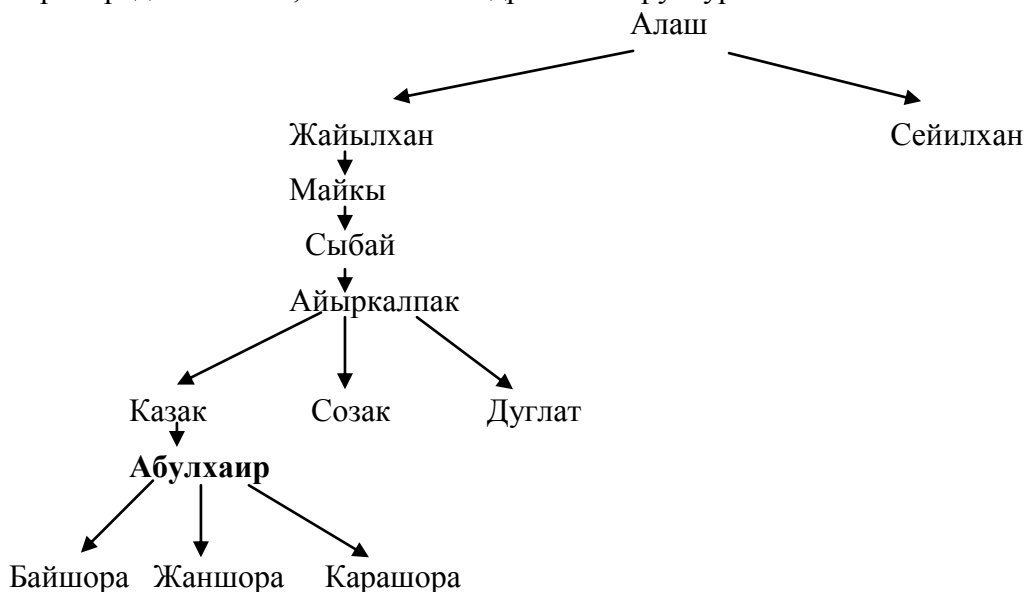 Алаш
Жайылхан Сейилхан
Майкы
Сыбай
Айыркалпак
Казак Созак Дуглат
Абулхаир
Байшора Жаншора Карашора